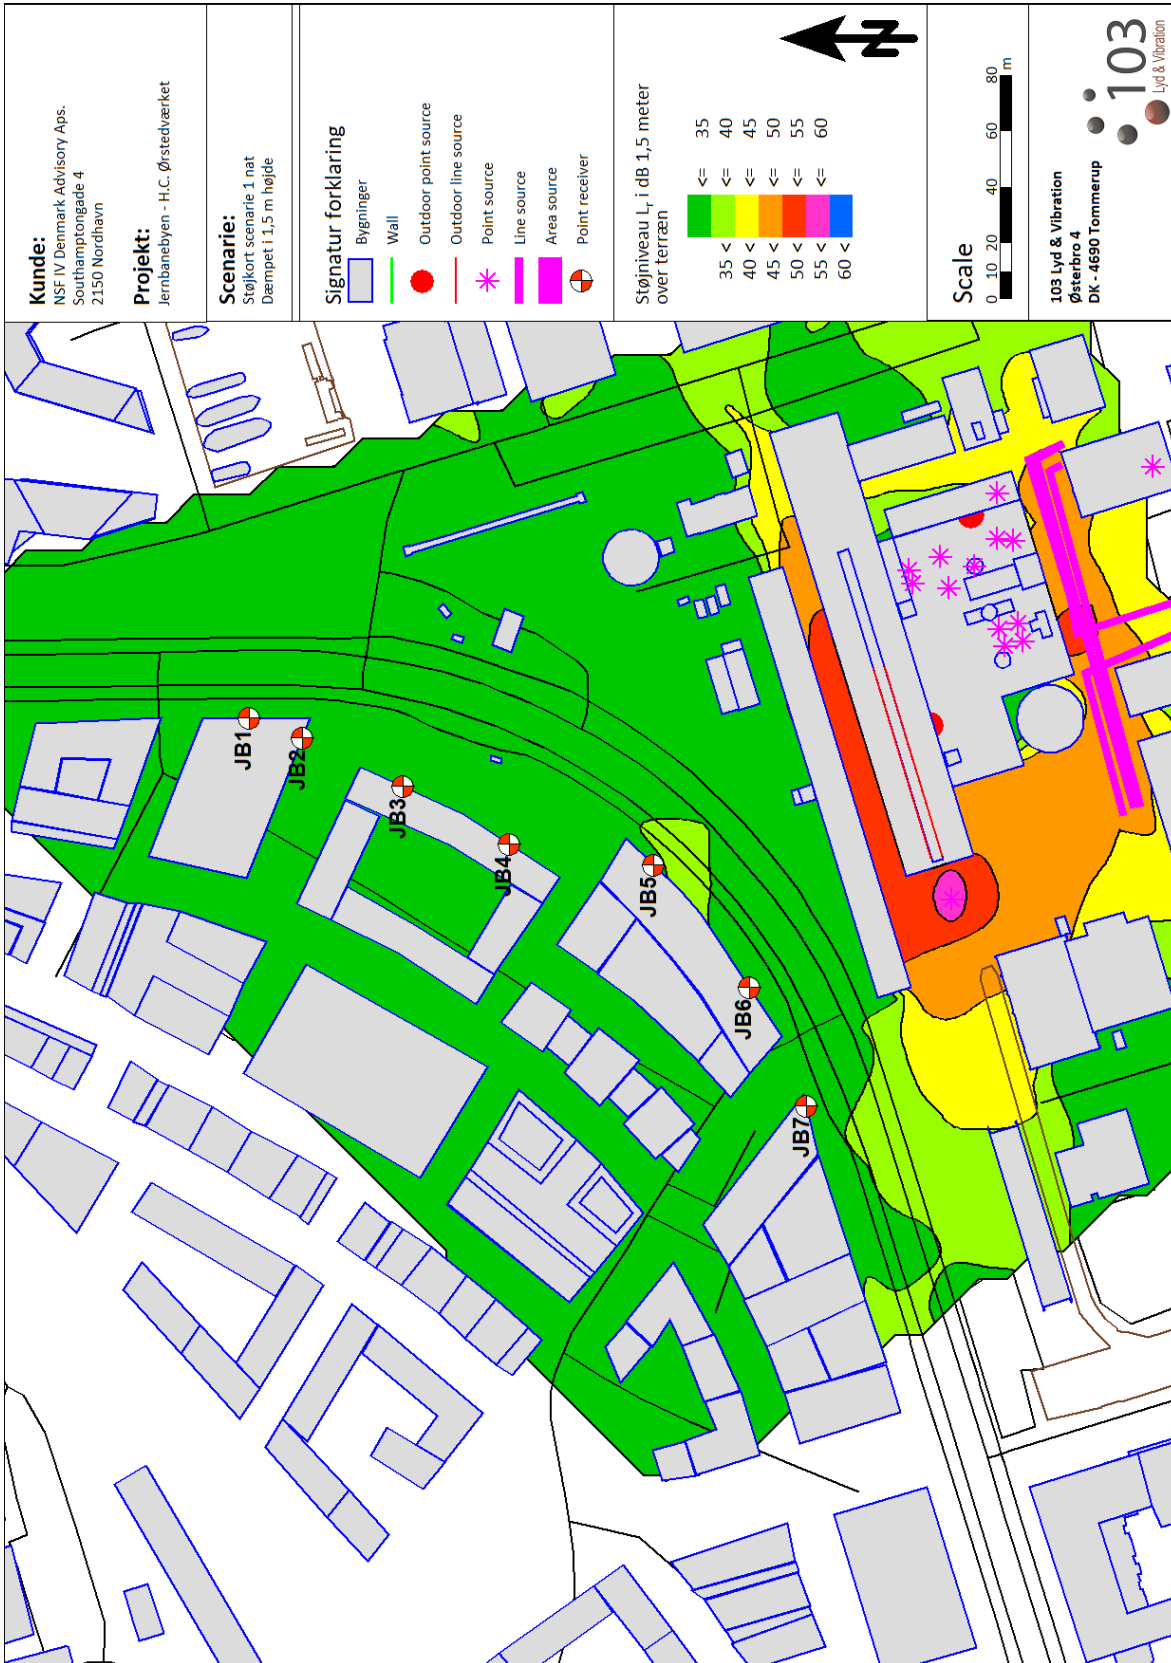 Kunde:
NSF IV Denmark Advisory Aps.
Southamptongade 4
2150 Nordhavn
Projekt:
Jernbanebyen - H.C. Ørstedværket
Scenarie:
Støjkort scenarie 1 nat
Dæmpet i 1,5 m højde
Signatur forklaring
Bygninger
Wall
Outdoor point source
Outdoor line source
Point source
Line source
Area source
Point receiver
Støjniveau Lr i dB 1,5 meter
over terræn
<= 35
35 < <= 40
40 < <= 45
45 < <= 50
50 < <= 55
55 < <= 60
60 <
N
Scale
0 10 20 40 60 80
m
103 Lyd & Vibration
Østerbro 4
DK - 4690 Tommerup
103
Lyd & Vibration
JB1
JB2
JB3
JB4
JB5
JB6
JB7